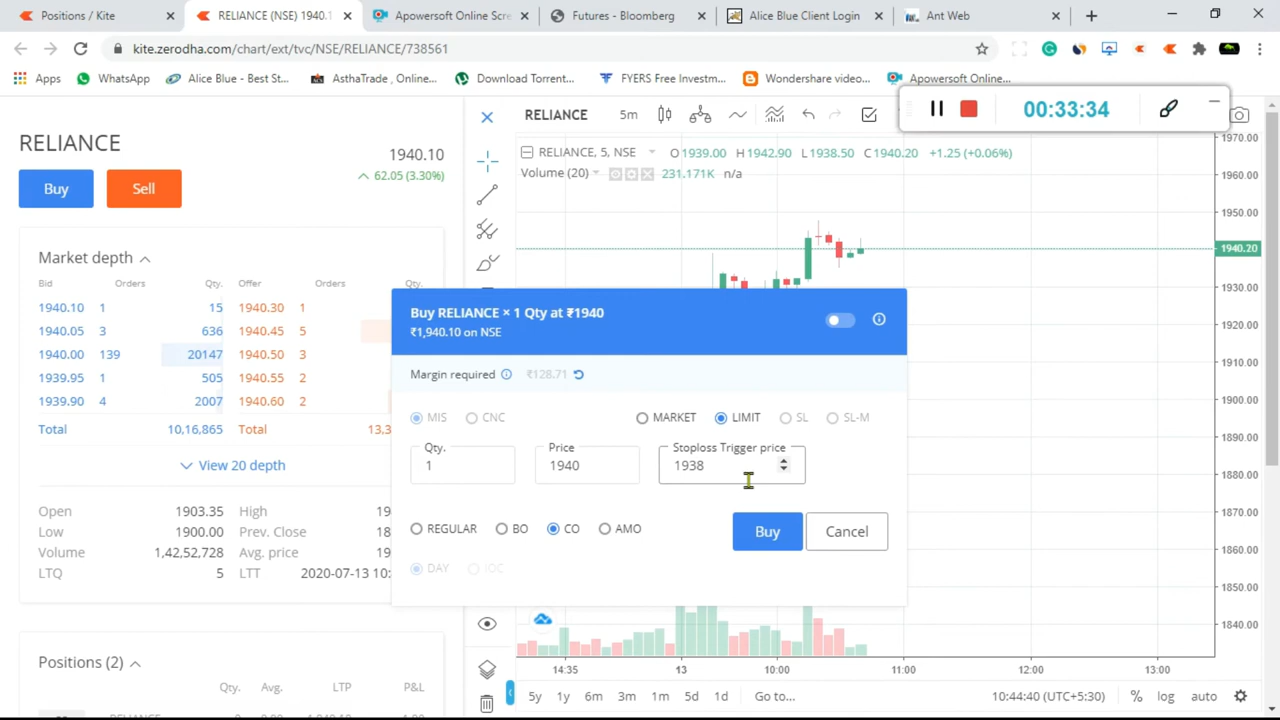 Positions / Kite
RELIANCE (NSE) 1940.1
Apowersoft Online Scre
Futures - Bloomberg
Alice Blue Client Login
Ant Web
kite.zerodha.com/chart/ext/tvc/NSE/RELIANCE/738561
Apps
WhatsApp
Alice Blue - Best St...
AsthaTrade , Online...
Download Torrent...
FYERS Free Investm...
Wondershare video...
Apowersoft Online...
00:33:34
RELIANCE
1940.10
62.05 (3.30%)
Buy
Sell
RELIANCE
5m
RELIANCE, 5, NSE
O1939.00 H1942.90 L1938.50 C1940.20 +1.25 (+0.06%)
Volume (20)
231.171K n/a
Market depth
Bid Orders Qty. Offer Orders Qty.
1940.10 1 15 1940.30 1
1940.05 3 636 1940.45 5
1940.00 139 20147 1940.50 3
1939.95 1 505 1940.55 2
1939.90 4 2007 1940.60 2
Total 10,16,865 Total 13,3
View 20 depth
Open 1903.35 High 19
Low 1900.00 Prev. Close 18
Volume 1,42,52,728 Avg. price 19
LTQ 5 LTT 2020-07-13 10:
Positions (2)
Qty. Avg. LTP P&L
Buy RELIANCE × 1 Qty at ₹1940
₹1,940.10 on NSE
Margin required ₹128.71
MIS CNC MARKET LIMIT SL SL-M
Qty. Price Stoploss Trigger price
1 1940 1938
REGULAR BO CO AMO
Buy Cancel
DAY IOC
1970.00
1960.00
1950.00
1940.20
1930.00
1920.00
1910.00
1900.00
1890.00
1880.00
1870.00
1860.00
1850.00
1840.00
14:35 13 10:00 11:00 12:00 13:00
5y 1y 6m 3m 1m 5d 1d Go to...
10:44:40 (UTC+5:30) % log auto